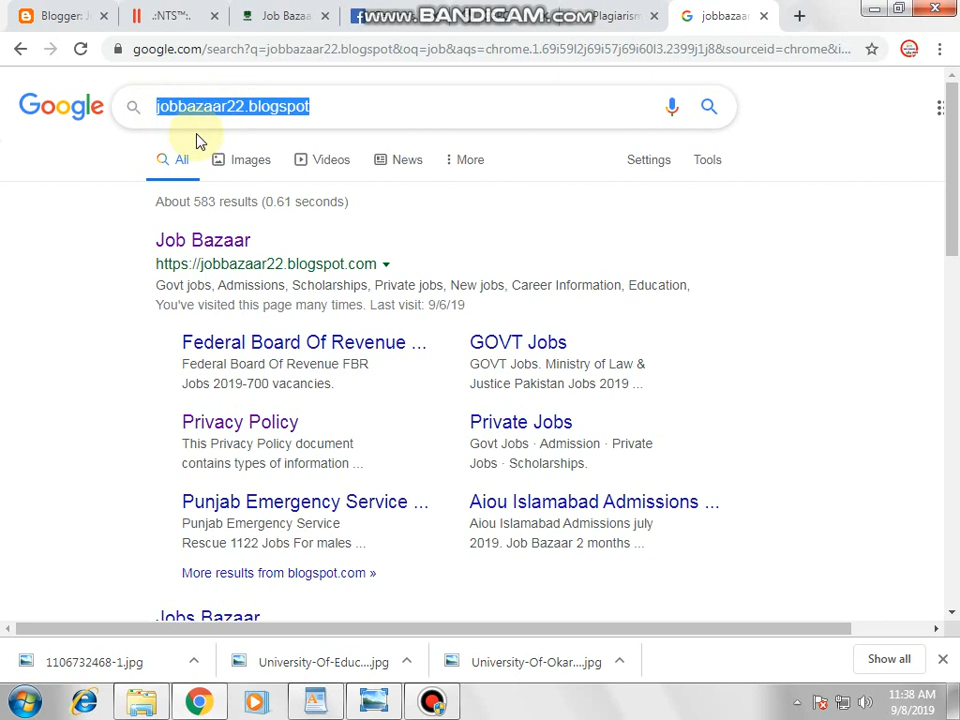 Blogger: J
.:NTS™:.
Job Bazaa
Plagiarism
jobbazaar
www.BANDICAM.com
google.com/search?q=jobbazaar22.blogspot&oq=job&aqs=chrome.1.69i59l2j69i57j69i60l3.2399j1j8&sourceid=chrome&i...
Google
jobbazaar22.blogspot
All
Images
Videos
News
More
Settings
Tools
About 583 results (0.61 seconds)
Job Bazaar
https://jobbazaar22.blogspot.com
Govt jobs, Admissions, Scholarships, Private jobs, New jobs, Career Information, Education,
You've visited this page many times. Last visit: 9/6/19
Federal Board Of Revenue ...
Federal Board Of Revenue FBR
Jobs 2019-700 vacancies.
GOVT Jobs
GOVT Jobs. Ministry of Law &
Justice Pakistan Jobs 2019 ...
Privacy Policy
This Privacy Policy document
contains types of information ...
Private Jobs
Govt Jobs · Admission · Private
Jobs · Scholarships.
Punjab Emergency Service ...
Punjab Emergency Service
Rescue 1122 Jobs For males ...
Aiou Islamabad Admissions ...
Aiou Islamabad Admissions july
2019. Job Bazaar 2 months ...
More results from blogspot.com »
Jobs Bazaar
1106732468-1.jpg
University-Of-Educ....jpg
University-Of-Okar....jpg
Show all
11:38 AM
9/8/2019